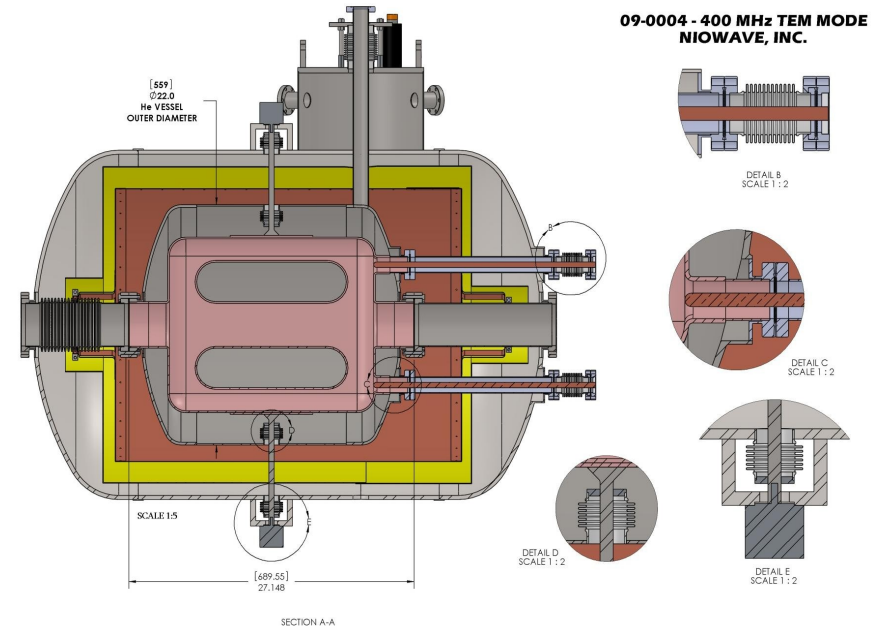 09-0004 - 400 MHz TEM MODE
NIOWAVE, INC.
[559]
Ø22.0
He VESSEL
OUTER DIAMETER
B
DETAIL B
SCALE 1 : 2
C
DETAIL C
SCALE 1 : 2
D
SCALE 1:5
E
DETAIL D
SCALE 1 : 2
DETAIL E
SCALE 1 : 2
[689.55]
27.148
SECTION A-A